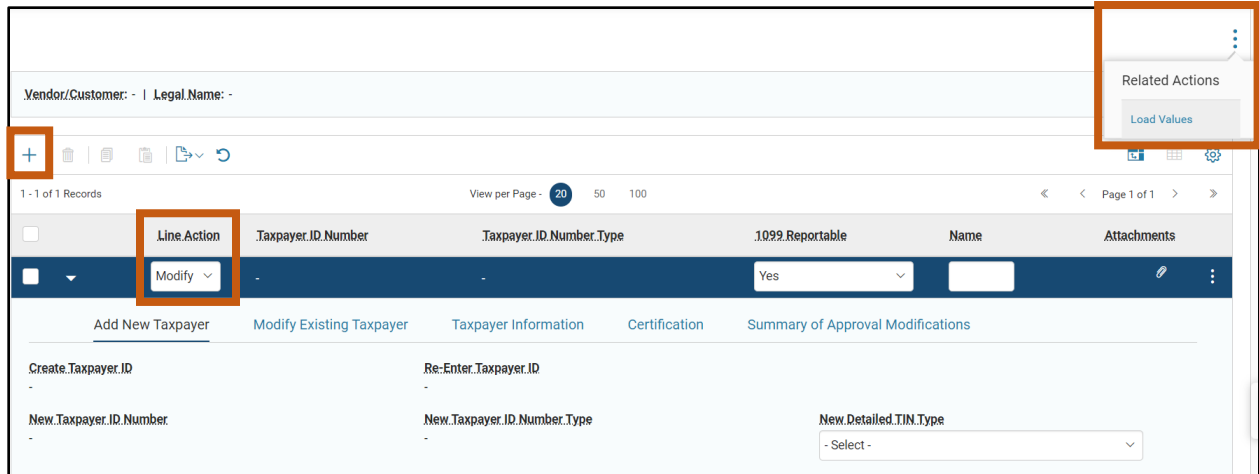 Related Actions
Load Values
Vendor/Customer: - | Legal Name: -
1 - 1 of 1 Records View per Page - 20 50 100 Page 1 of 1
Line Action Taxpayer ID Number Taxpayer ID Number Type 1099 Reportable Name Attachments
Modify - - Yes
Add New Taxpayer Modify Existing Taxpayer Taxpayer Information Certification Summary of Approval Modifications
Create Taxpayer ID Re-Enter Taxpayer ID
- -
New Taxpayer ID Number New Taxpayer ID Number Type New Detailed TIN Type
- - - Select -